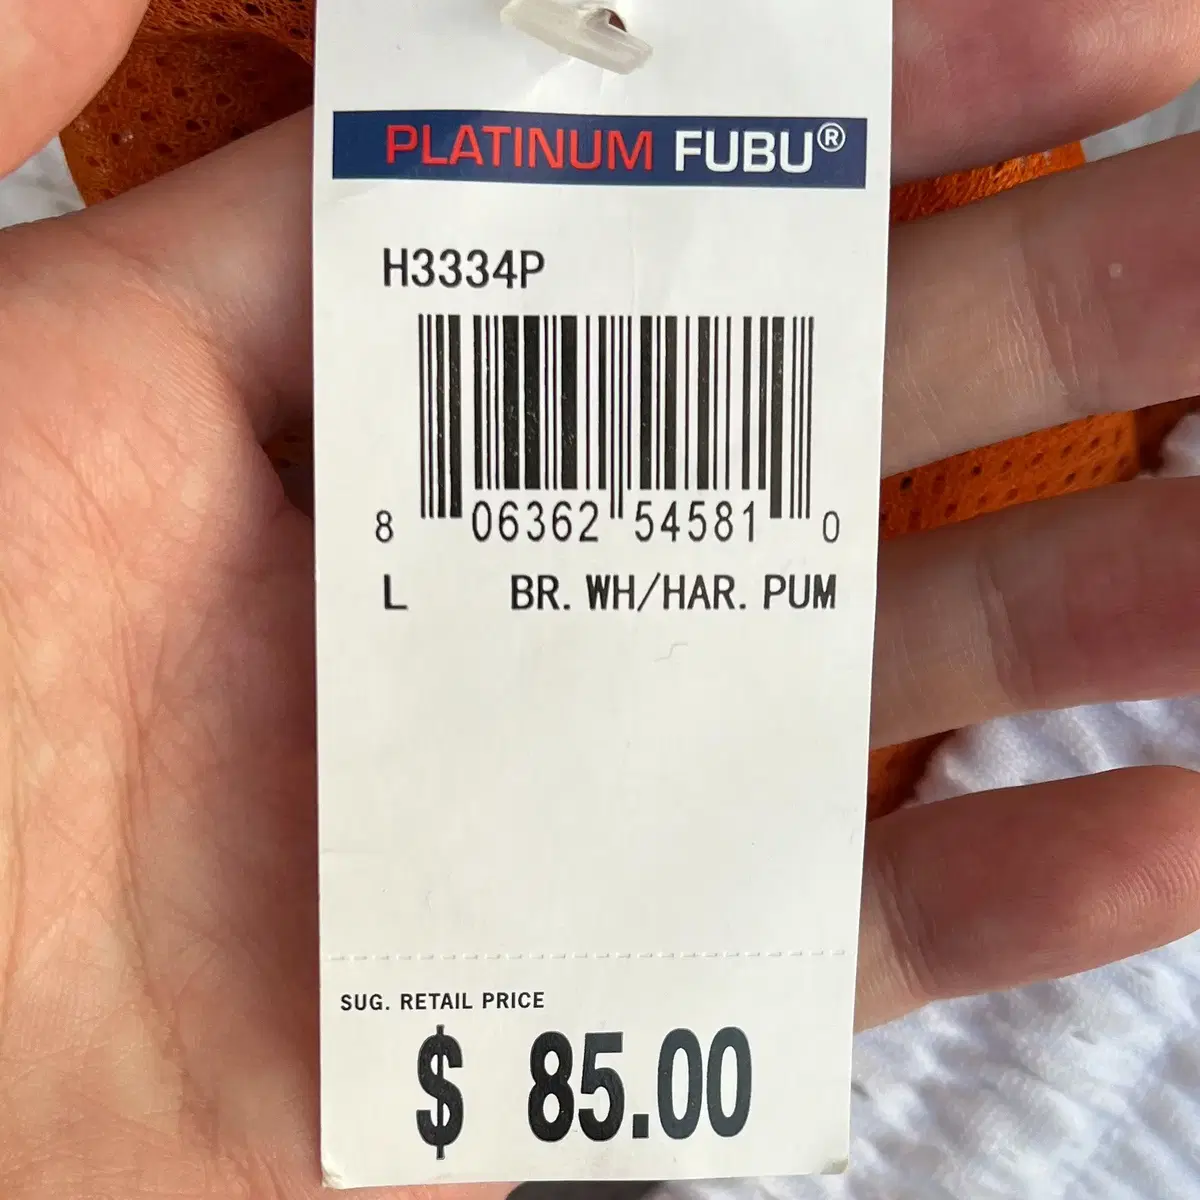 PLATINUM FUBU®
H3334P
8 06362 54581 0
L BR. WH/HAR. PUM
SUG. RETAIL PRICE
$ 85.00